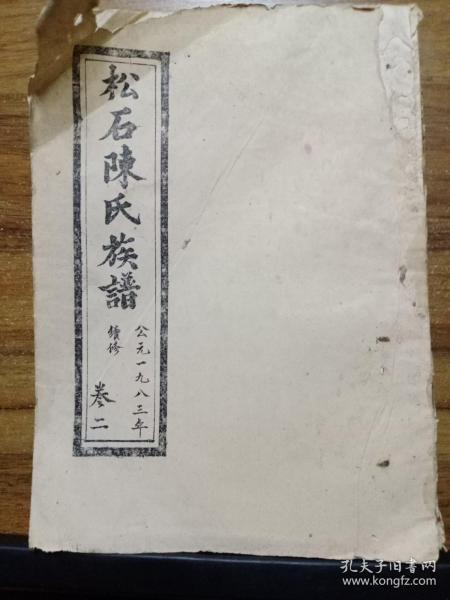 松石陳氏族譜
公元一九八三年
續修
卷二
孔夫子旧书网
www.kongfz.com